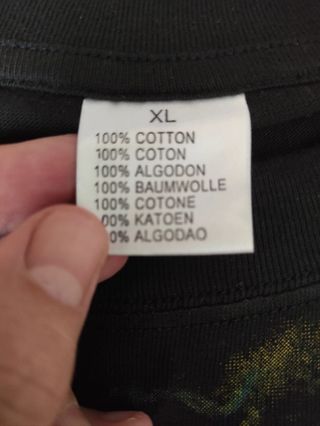 XL
100% COTTON
100% COTON
100% ALGODON
100% BAUMWOLLE
100% COTONE
00% KATOEN
0% ALGODAO